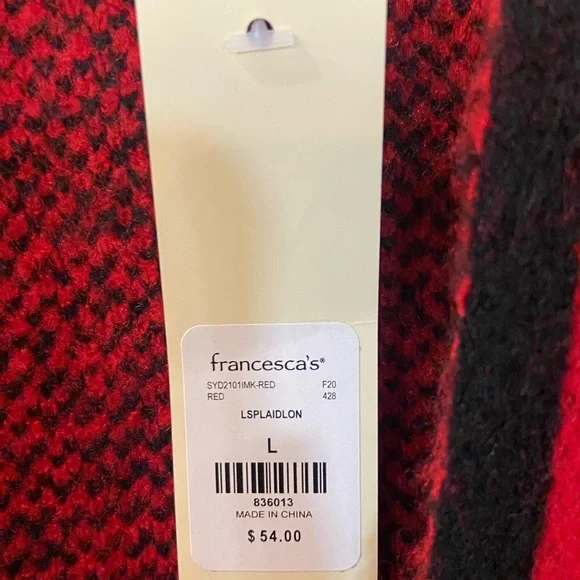 francesca's®
SYD2101IMK-RED F20
RED 428
LSPLAIDLON
L
836013
MADE IN CHINA
$ 54.00